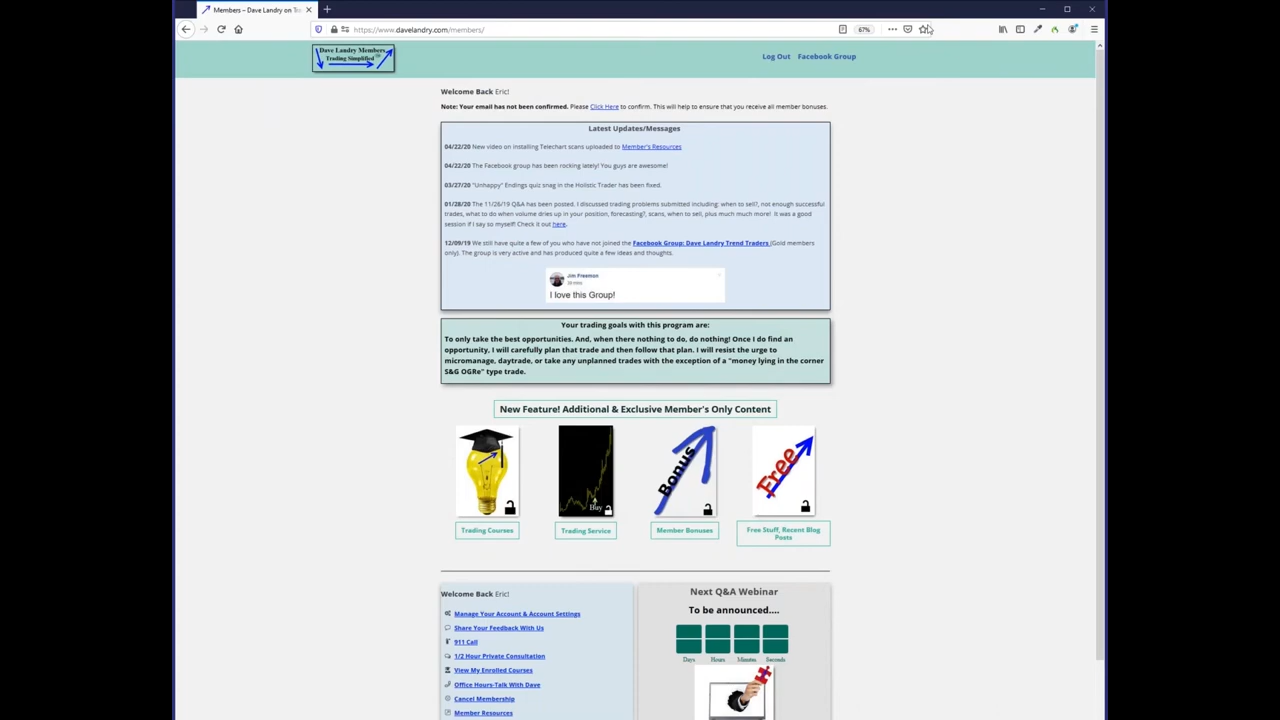 Members – Dave Landry on Tre
https://www.davelandry.com/members/
67%
Dave Landry Members
Trading Simplified
Log Out
Facebook Group
Welcome Back Eric!
Note: Your email has not been confirmed. Please Click Here to confirm. This will help to ensure that you receive all member bonuses.
Latest Updates/Messages
04/22/20 New video on installing Telechart scans uploaded to Member's Resources
04/22/20 The Facebook group has been rocking lately! You guys are awesome!
03/27/20 "Unhappy" Endings quiz snag in the Holistic Trader has been fixed.
01/28/20 The 11/26/19 Q&A has been posted. I discussed trading problems submitted including: when to sell?, not enough successful
trades, what to do when volume dries up in your position, forecasting?, scans, when to sell, plus much much more! It was a good
session if I say so myself! Check it out here.
12/09/19 We still have quite a few of you who have not joined the Facebook Group: Dave Landry Trend Traders (Gold members
only). The group is very active and has produced quite a few ideas and thoughts.
Jim Freemon
I love this Group!
Your trading goals with this program are:
To only take the best opportunities. And, when there nothing to do, do nothing! Once I do find an
opportunity, I will carefully plan that trade and then follow that plan. I will resist the urge to
micromanage, daytrade, or take any unplanned trades with the exception of a "money lying in the corner
S&G OGRe" type trade.
New Feature! Additional & Exclusive Member's Only Content
Buy
Bonus
Free
Trading Courses
Trading Service
Member Bonuses
Free Stuff, Recent Blog
Posts
Welcome Back Eric!
Manage Your Account & Account Settings
Share Your Feedback With Us
911 Call
1/2 Hour Private Consultation
View My Enrolled Courses
Office Hours-Talk With Dave
Cancel Membership
Member Resources
Next Q&A Webinar
To be announced....
Days Hours Minutes Seconds